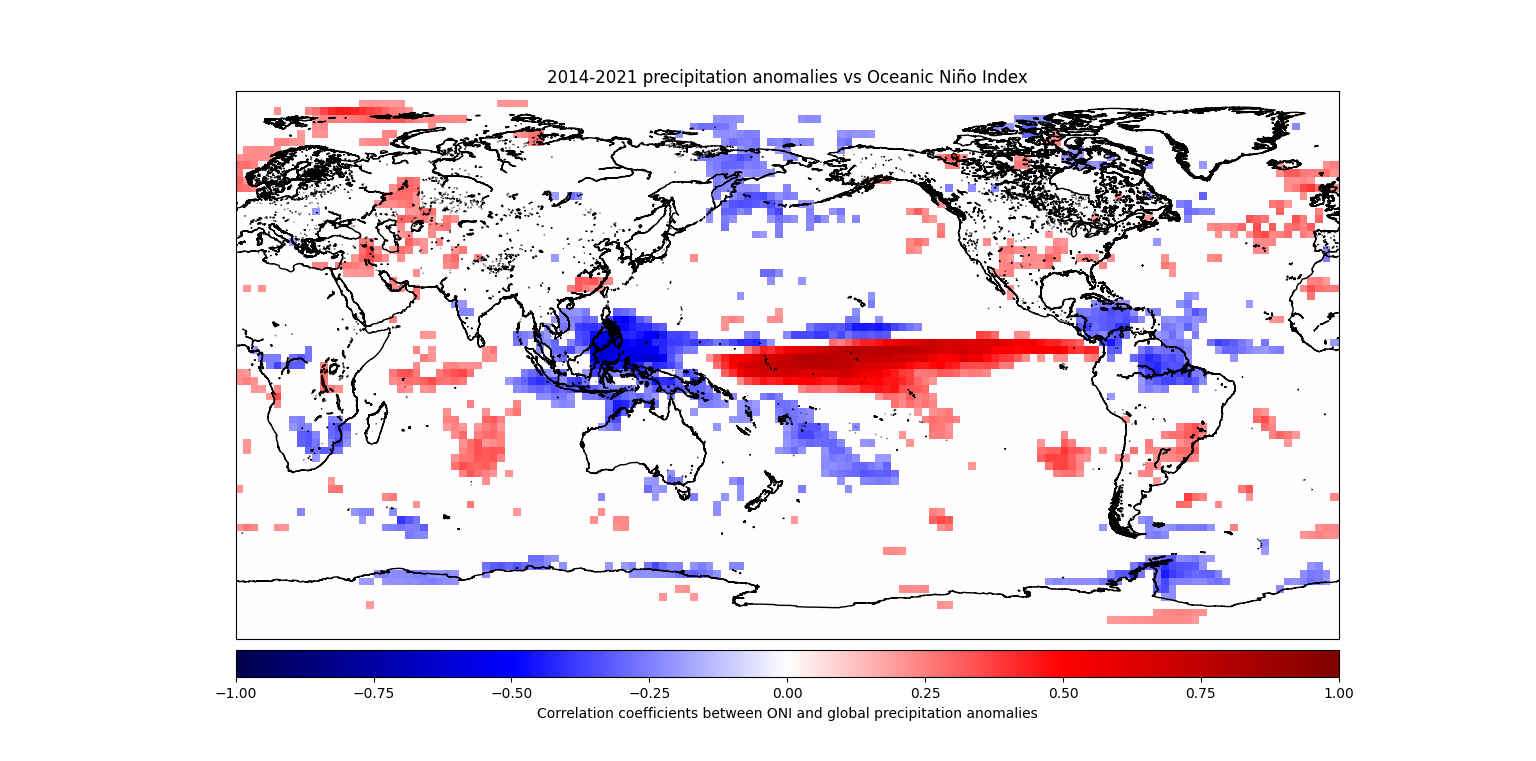 2014-2021 precipitation anomalies vs Oceanic Niño Index
−1.00 −0.75 −0.50 −0.25 0.00 0.25 0.50 0.75 1.00
Correlation coefficients between ONI and global precipitation anomalies